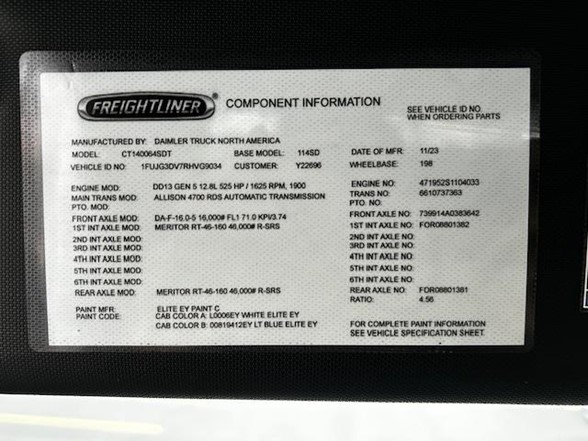 FREIGHTLINER ® COMPONENT INFORMATION
SEE VEHICLE ID NO.
WHEN ORDERING PARTS
MANUFACTURED BY: DAIMLER TRUCK NORTH AMERICA
MODEL: CT140064SDT BASE MODEL: 114SD DATE OF MFR: 11/23
VEHICLE ID NO: 1FUJG3DV7RHVG9034 CUSTOMER: Y22696 WHEELBASE: 198
ENGINE MOD: DD13 GEN 5 12.8L 525 HP / 1625 RPM, 1900 ENGINE NO: 471952S1104033
MAIN TRANS MOD: ALLISON 4700 RDS AUTOMATIC TRANSMISSION TRANS NO: 6610737363
PTO. MOD: PTO. NO:
FRONT AXLE MOD: DA-F-16.0-5 16,000# FL1 71.0 KPI/3.74 FRONT AXLE NO: 739914A0383642
1ST INT AXLE MOD: MERITOR RT-46-160 46,000# R-SRS 1ST INT AXLE NO: FOR08801382
2ND INT AXLE MOD: 2ND INT AXLE NO:
3RD INT AXLE MOD: 3RD INT AXLE NO:
4TH INT AXLE MOD: 4TH INT AXLE NO:
5TH INT AXLE MOD: 5TH INT AXLE NO:
6TH INT AXLE MOD: 6TH INT AXLE NO:
REAR AXLE MOD: MERITOR RT-46-160 46,000# R-SRS REAR AXLE NO: FOR08801381
RATIO: 4.56
PAINT MFR: ELITE EY PAINT C
PAINT CODE: CAB COLOR A: L0006EY WHITE ELITE EY
CAB COLOR B: 00819412EY LT BLUE ELITE EY
FOR COMPLETE PAINT INFORMATION
SEE VEHICLE SPECIFICATION SHEET.